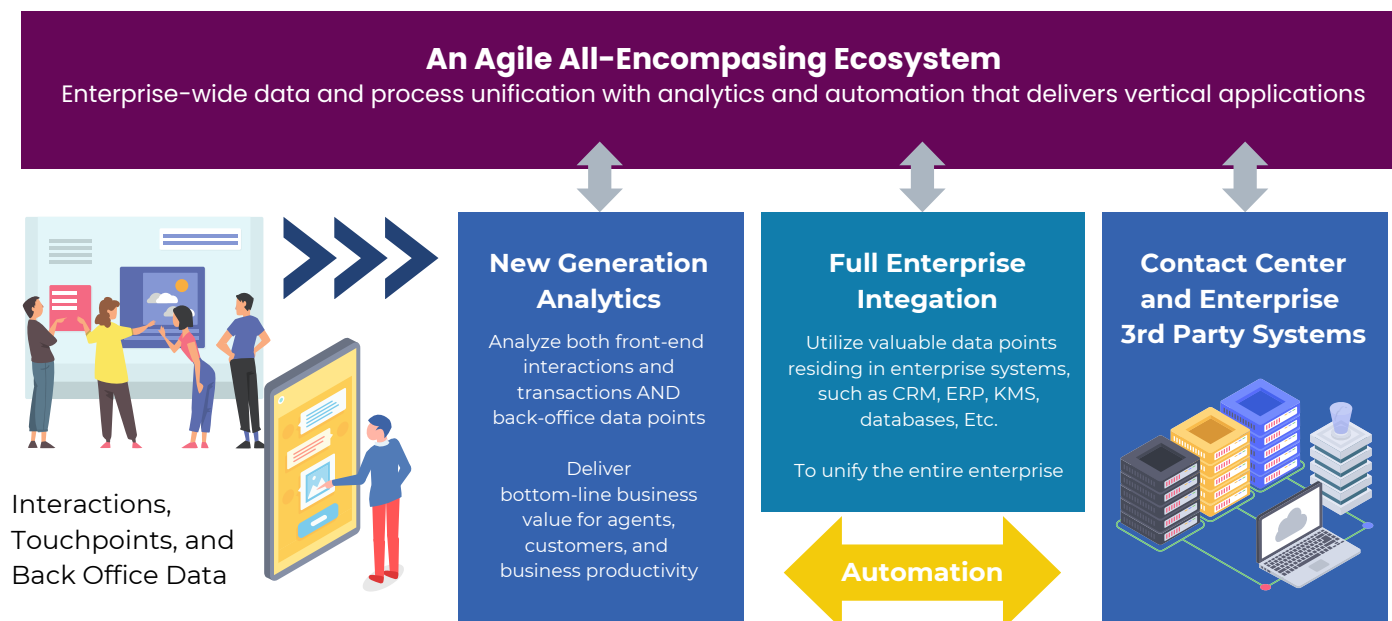 An Agile All-Encompasing Ecosystem
Enterprise-wide data and process unification with analytics and automation that delivers vertical applications
New Generation
Analytics
Analyze both front-end
interactions and
transactions AND
back-office data points
Deliver
bottom-line business
value for agents,
customers, and
business productivity
Full Enterprise
Integation
Utilize valuable data points
residing in enterprise systems,
such as CRM, ERP, KMS,
databases, Etc.
To unify the entire enterprise
Automation
Contact Center
and Enterprise
3rd Party Systems
Interactions,
Touchpoints, and
Back Office Data